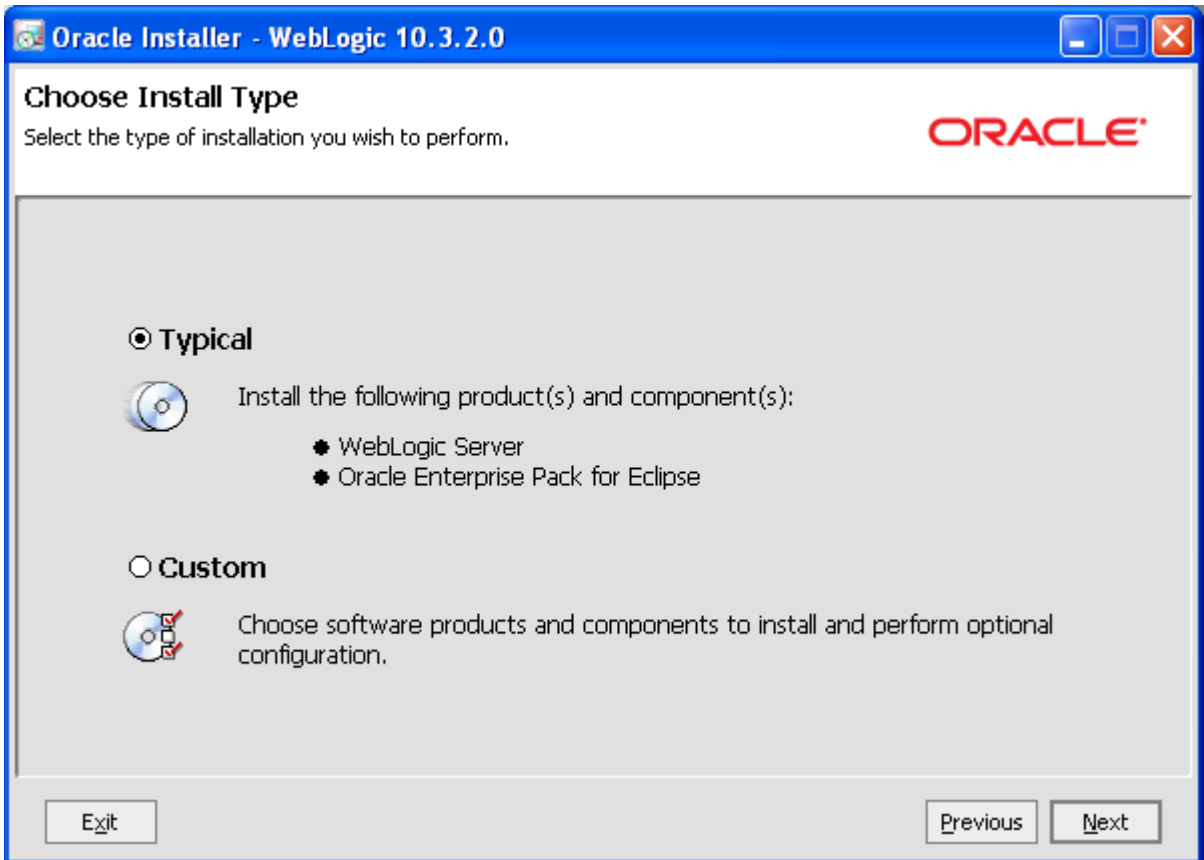 Oracle Installer - WebLogic 10.3.2.0
Choose Install Type
Select the type of installation you wish to perform.
ORACLE
Typical
Install the following product(s) and component(s):
WebLogic Server
Oracle Enterprise Pack for Eclipse
Custom
Choose software products and components to install and perform optional
configuration.
Exit
Previous
Next